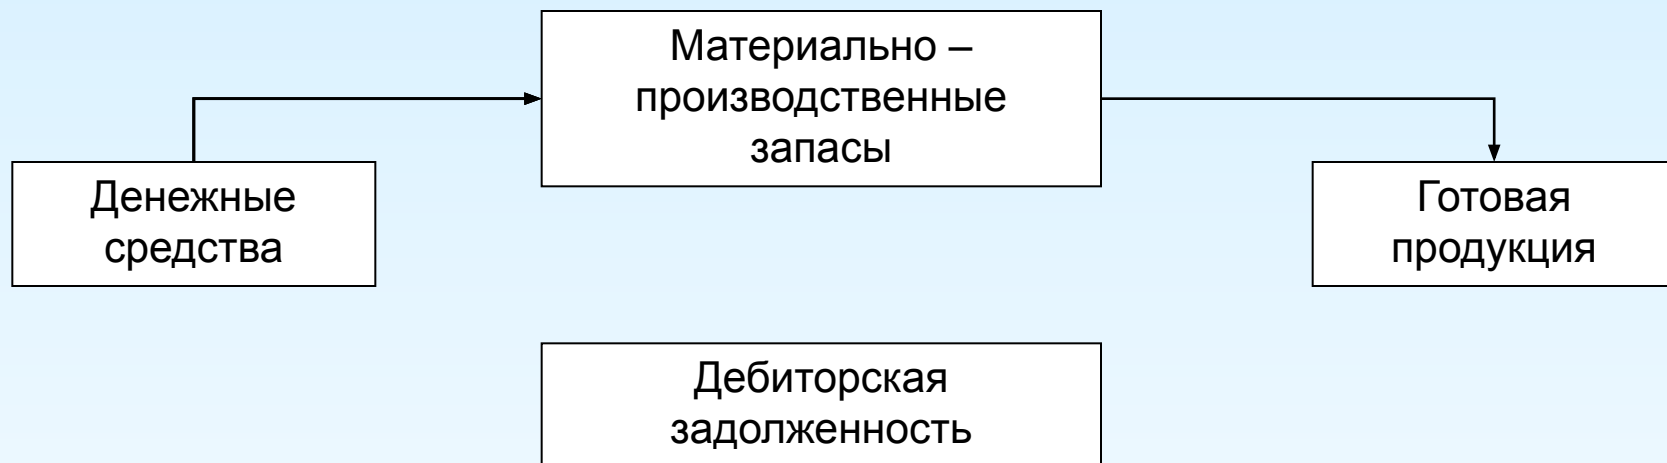 Материально –
производственные
запасы
Денежные
средства
Готовая
продукция
Дебиторская
задолженность